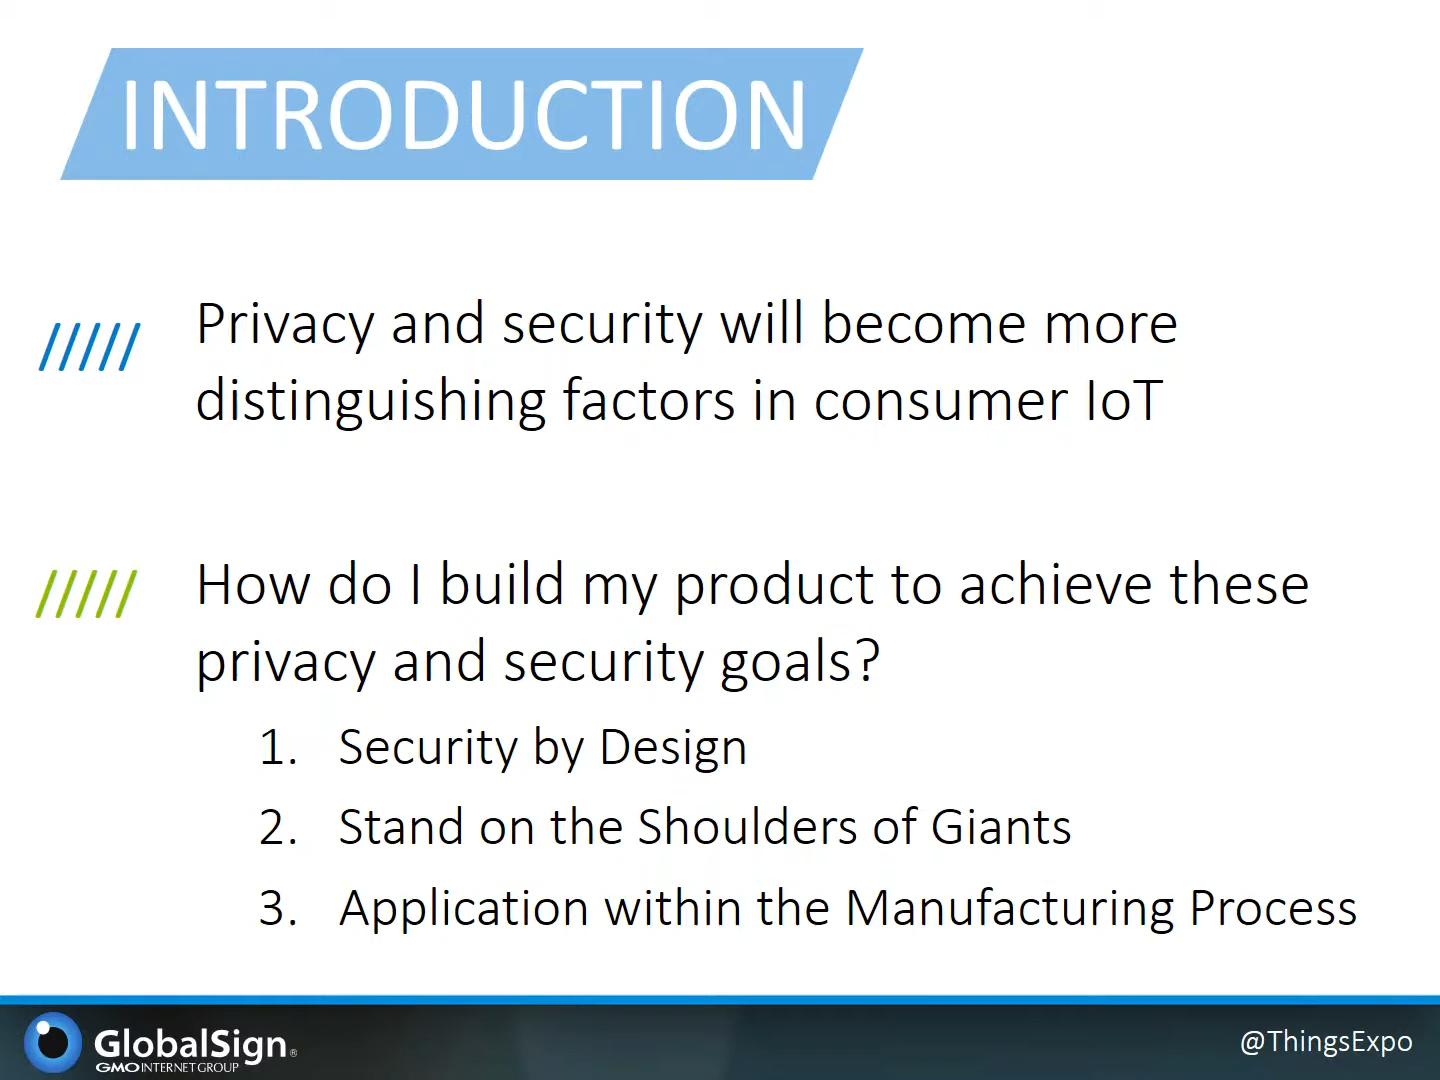 INTRODUCTION
Privacy and security will become more
distinguishing factors in consumer IoT
How do I build my product to achieve these
privacy and security goals?
1. Security by Design
2. Stand on the Shoulders of Giants
3. Application within the Manufacturing Process
GlobalSign®
GMO INTERNET GROUP
@ThingsExpo